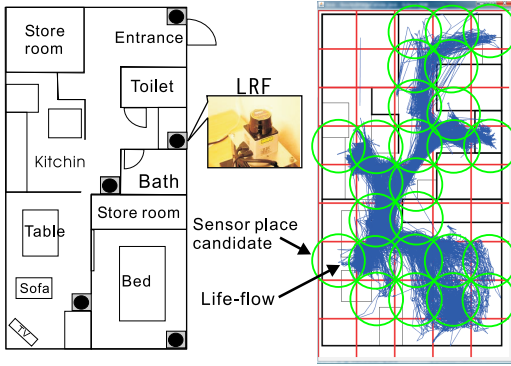 Store
room
Entrance
Toilet
LRF
Kitchin
Bath
Store room
Table
Bed
Sofa
TV
Sensor place
candidate
Life-flow